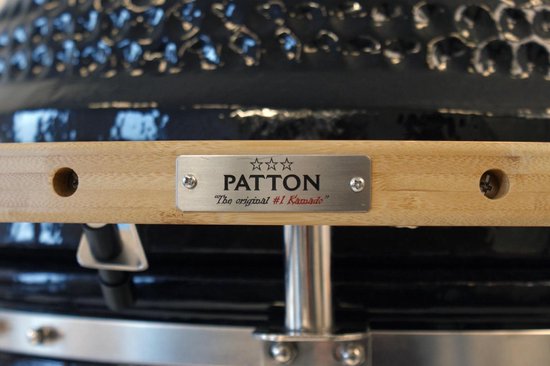 PATTON
"The original #1 Kamado"